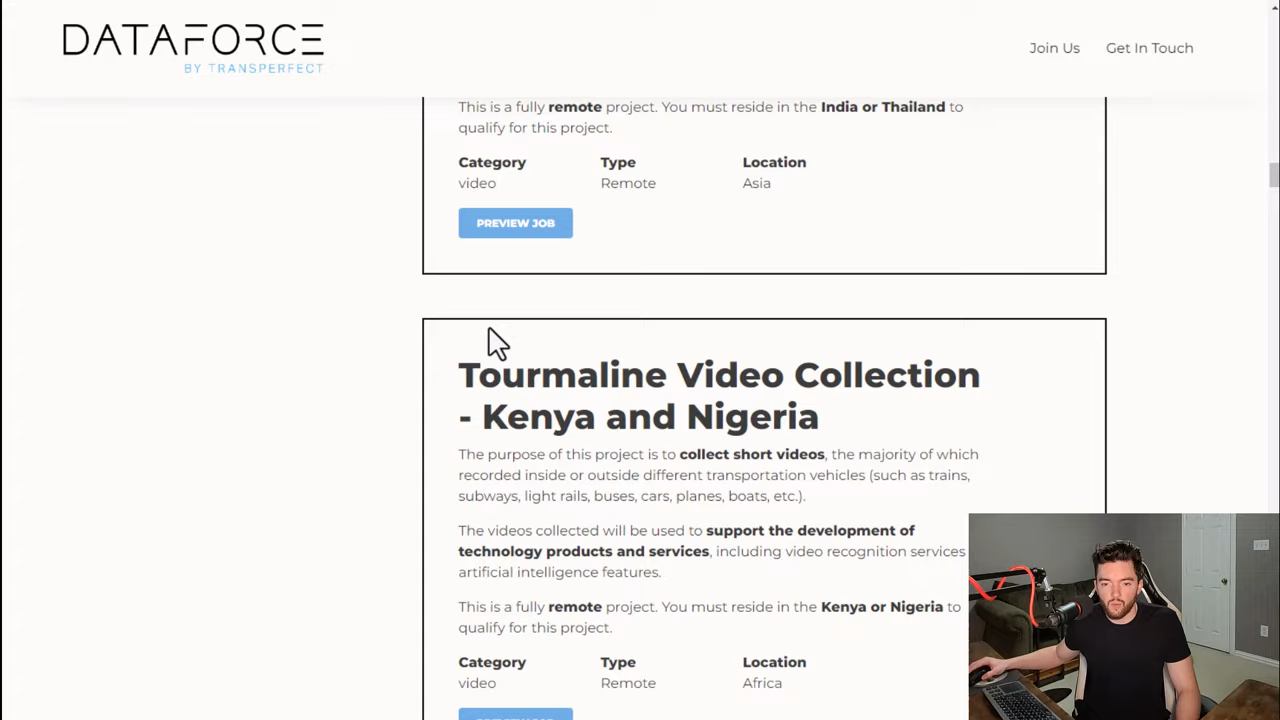 DATAFORCE
BY TRANSPERFECT
Join Us
Get In Touch
This is a fully remote project. You must reside in the India or Thailand to
qualify for this project.
Category
Type
Location
video
Remote
Asia
PREVIEW JOB
Tourmaline Video Collection
- Kenya and Nigeria
The purpose of this project is to collect short videos, the majority of which
recorded inside or outside different transportation vehicles (such as trains,
subways, light rails, buses, cars, planes, boats, etc.).
The videos collected will be used to support the development of
technology products and services, including video recognition services
artificial intelligence features.
This is a fully remote project. You must reside in the Kenya or Nigeria to
qualify for this project.
Category
Type
Location
video
Remote
Africa